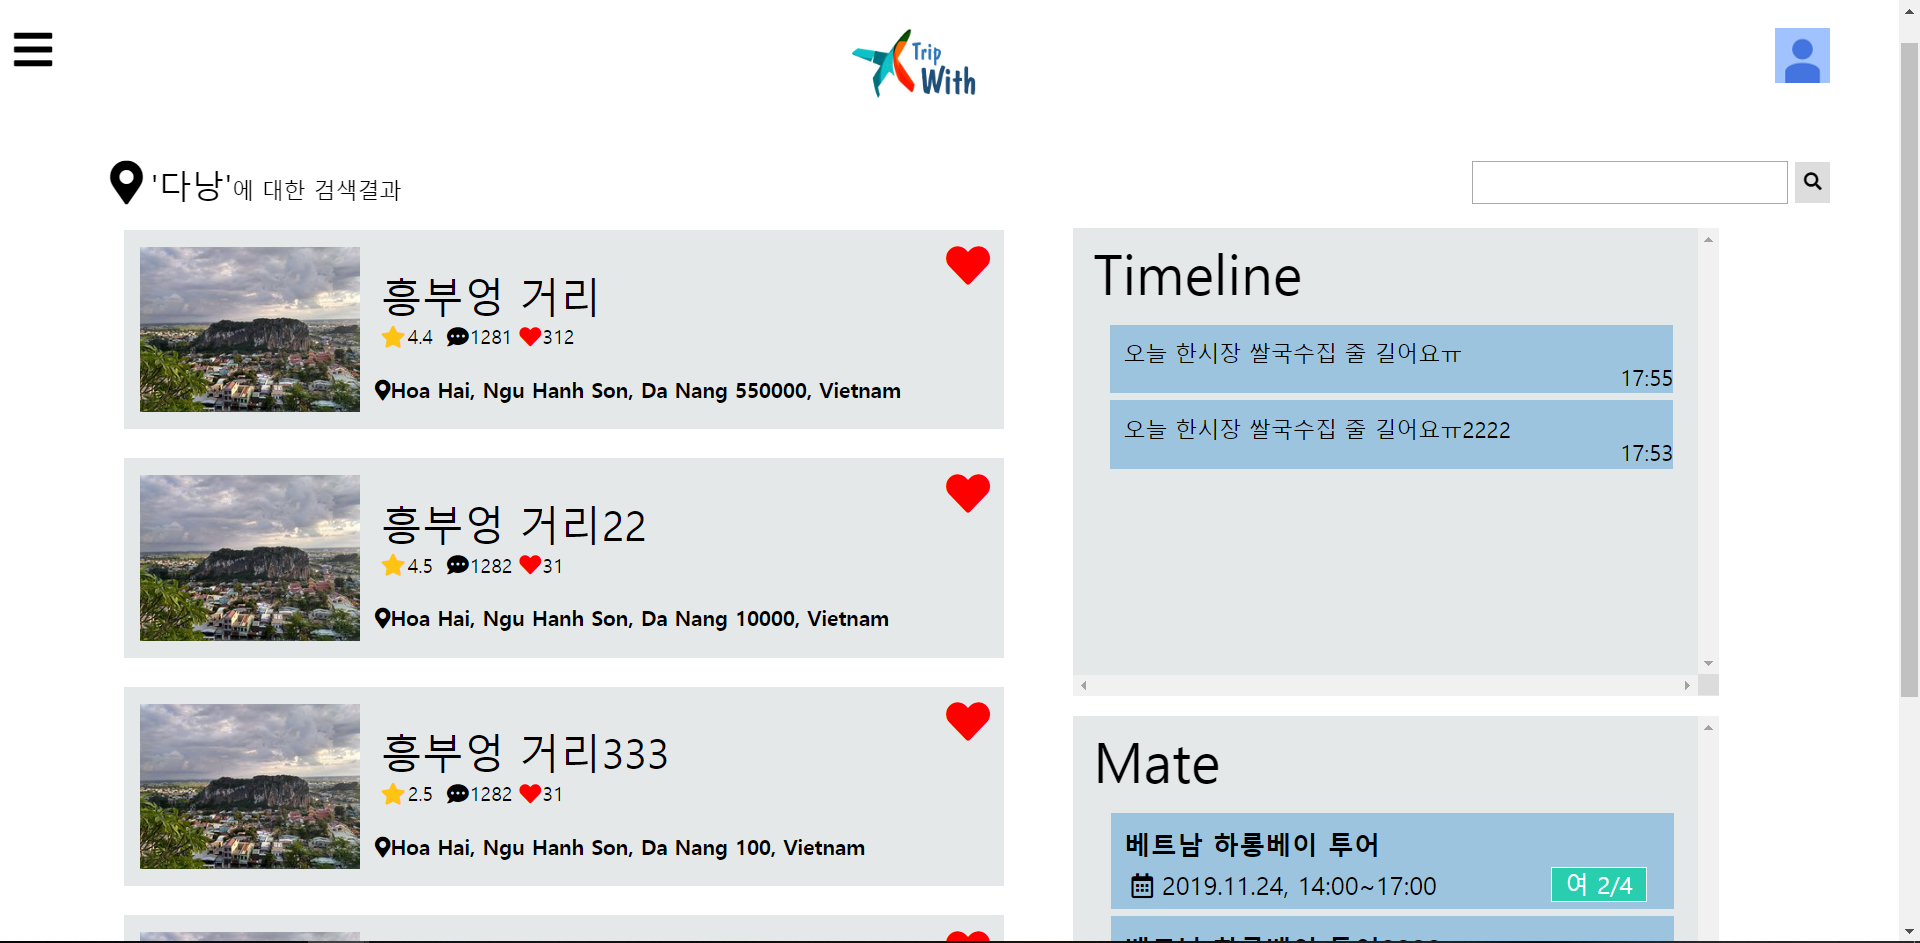 Trip
With
'다낭'에 대한 검색결과
흥부엉 거리
4.4 1281 312
Hoa Hai, Ngu Hanh Son, Da Nang 550000, Vietnam
흥부엉 거리22
4.5 1282 31
Hoa Hai, Ngu Hanh Son, Da Nang 10000, Vietnam
흥부엉 거리333
2.5 1282 31
Hoa Hai, Ngu Hanh Son, Da Nang 100, Vietnam
Timeline
오늘 한시장 쌀국수집 줄 길어요ㅠ
17:55
오늘 한시장 쌀국수집 줄 길어요ㅠ2222
17:53
Mate
베트남 하롱베이 투어
2019.11.24, 14:00~17:00
여 2/4